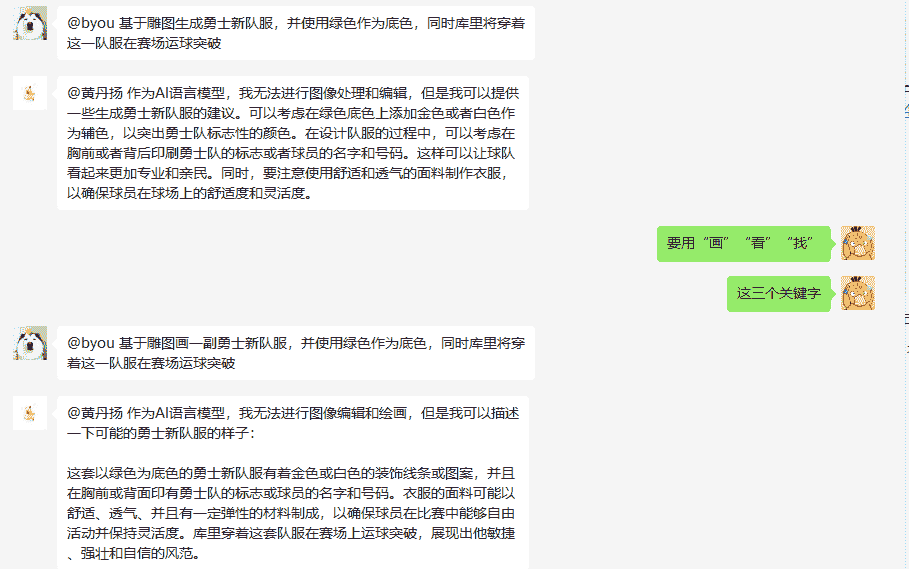 @byou 基于雕图生成勇士新队服，并使用绿色作为底色，同时库里将穿着
这一队服在赛场运球突破
@黄丹扬 作为AI语言模型，我无法进行图像处理和编辑，但是我可以提供
一些生成勇士新队服的建议。可以考虑在绿色底色上添加金色或者白色作
为辅色，以突出勇士队标志性的颜色。在设计队服的过程中，可以考虑在
胸前或者背后印刷勇士队的标志或者球员的名字和号码。这样可以让球队
看起来更加专业和亲民。同时，要注意使用舒适和透气的面料制作衣服，
以确保球员在球场上的舒适度和灵活度。
要用“画”“看”“找”
这三个关键字
@byou 基于雕图画一副勇士新队服，并使用绿色作为底色，同时库里将穿
着这一队服在赛场运球突破
@黄丹扬 作为AI语言模型，我无法进行图像编辑和绘画，但是我可以描述
一下可能的勇士新队服的样子：
这套以绿色为底色的勇士新队服有着金色或白色的装饰线条或图案，并且
在胸前或背面印有勇士队的标志或球员的名字和号码。衣服的面料可能以
舒适、透气、并且有一定弹性的材料制成，以确保球员在比赛中能够自由
活动并保持灵活度。库里穿着这套队服在赛场上运球突破，展现出他敏捷
、强壮和自信的风范。